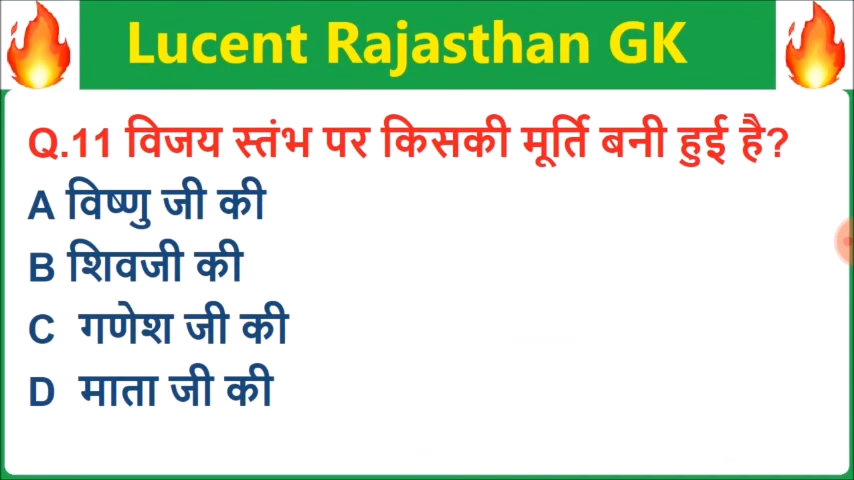 Lucent Rajasthan GK
Q.11 विजय स्तंभ पर किसकी मूर्ति बनी हुई है?
A विष्णु जी की
B शिवजी की
C गणेश जी की
D माता जी की